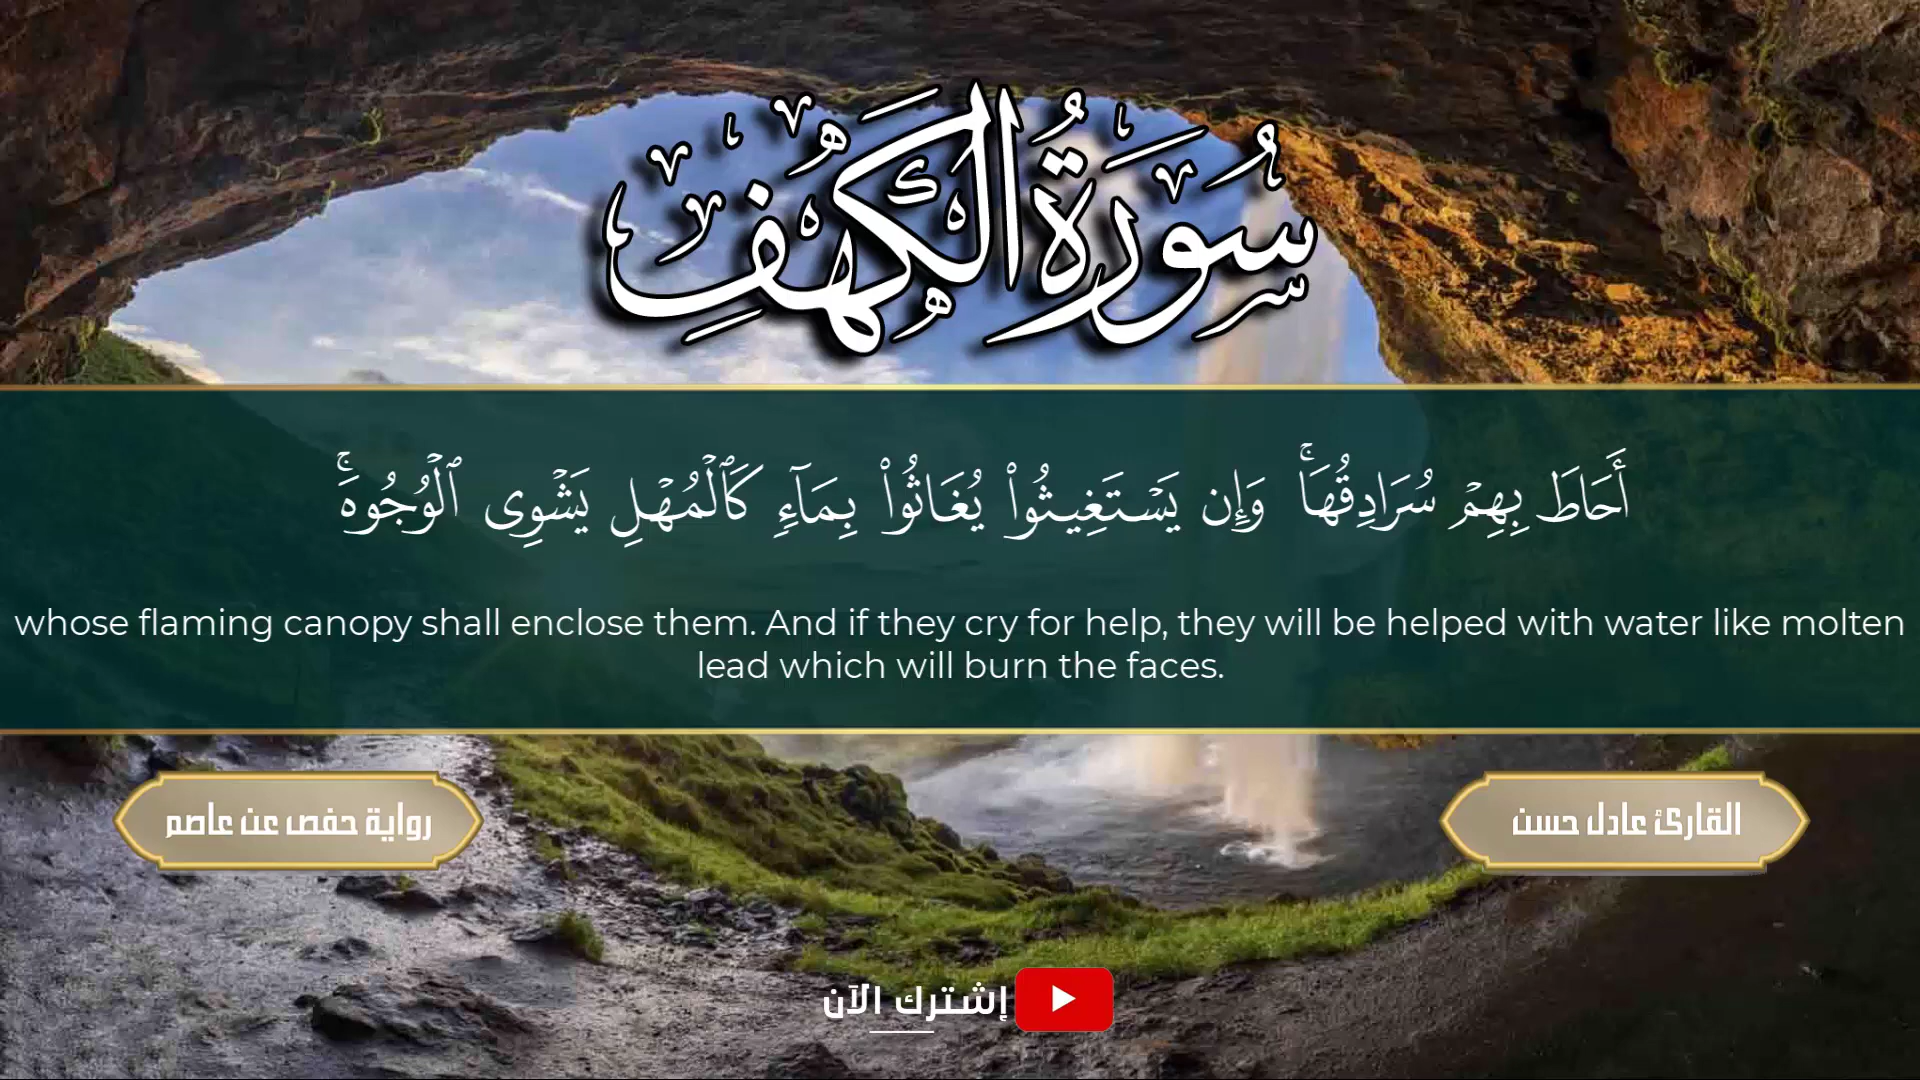 سُورَةُ الكَهْفِ
أَحَاطَ بِهِمْ سُرَادِقُهَاۚ وَإِن يَسْتَغِيثُوا۟ يُغَاثُوا۟ بِمَآءٍ كَٱلْمُهْلِ يَشْوِى ٱلْوُجُوهَۚ
whose flaming canopy shall enclose them. And if they cry for help, they will be helped with water like molten
lead which will burn the faces.
القارئ عادل حسن
رواية حفص عن عاصم
إشترك الآن